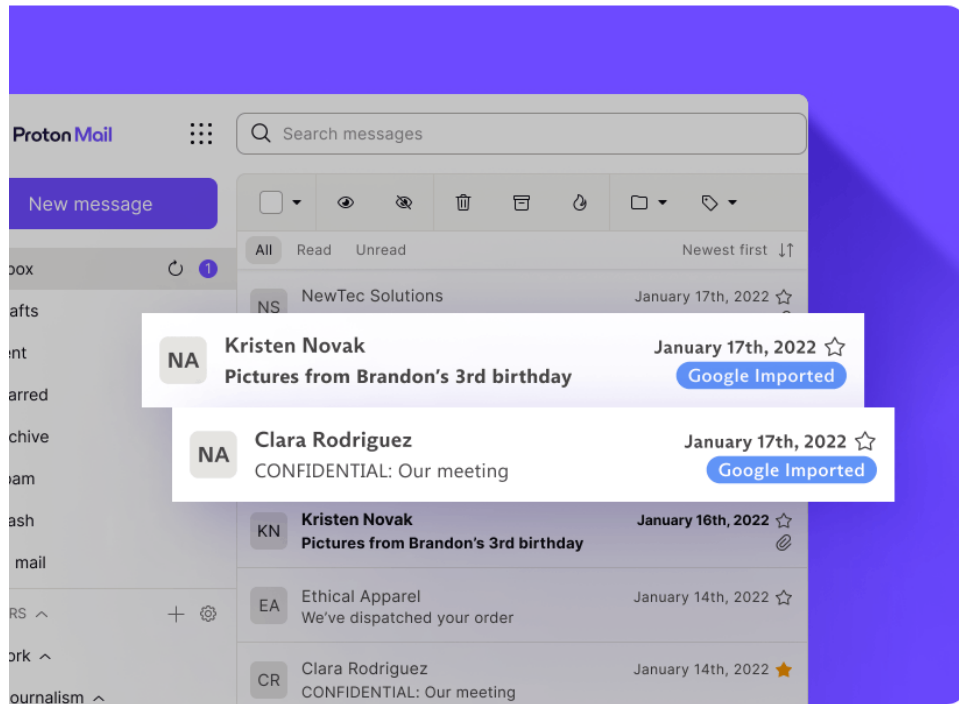 Proton Mail
Search messages
New message
All Read Unread Newest first
box 1
NS NewTec Solutions January 17th, 2022
afts
NA Kristen Novak January 17th, 2022
Pictures from Brandon's 3rd birthday Google Imported
ent
arred
NA Clara Rodriguez January 17th, 2022
CONFIDENTIAL: Our meeting Google Imported
chive
pam
ash
KN Kristen Novak January 16th, 2022
Pictures from Brandon's 3rd birthday
mail
EA Ethical Apparel January 14th, 2022
We've dispatched your order
RS
ork
CR Clara Rodriguez January 14th, 2022
CONFIDENTIAL: Our meeting
ournalism